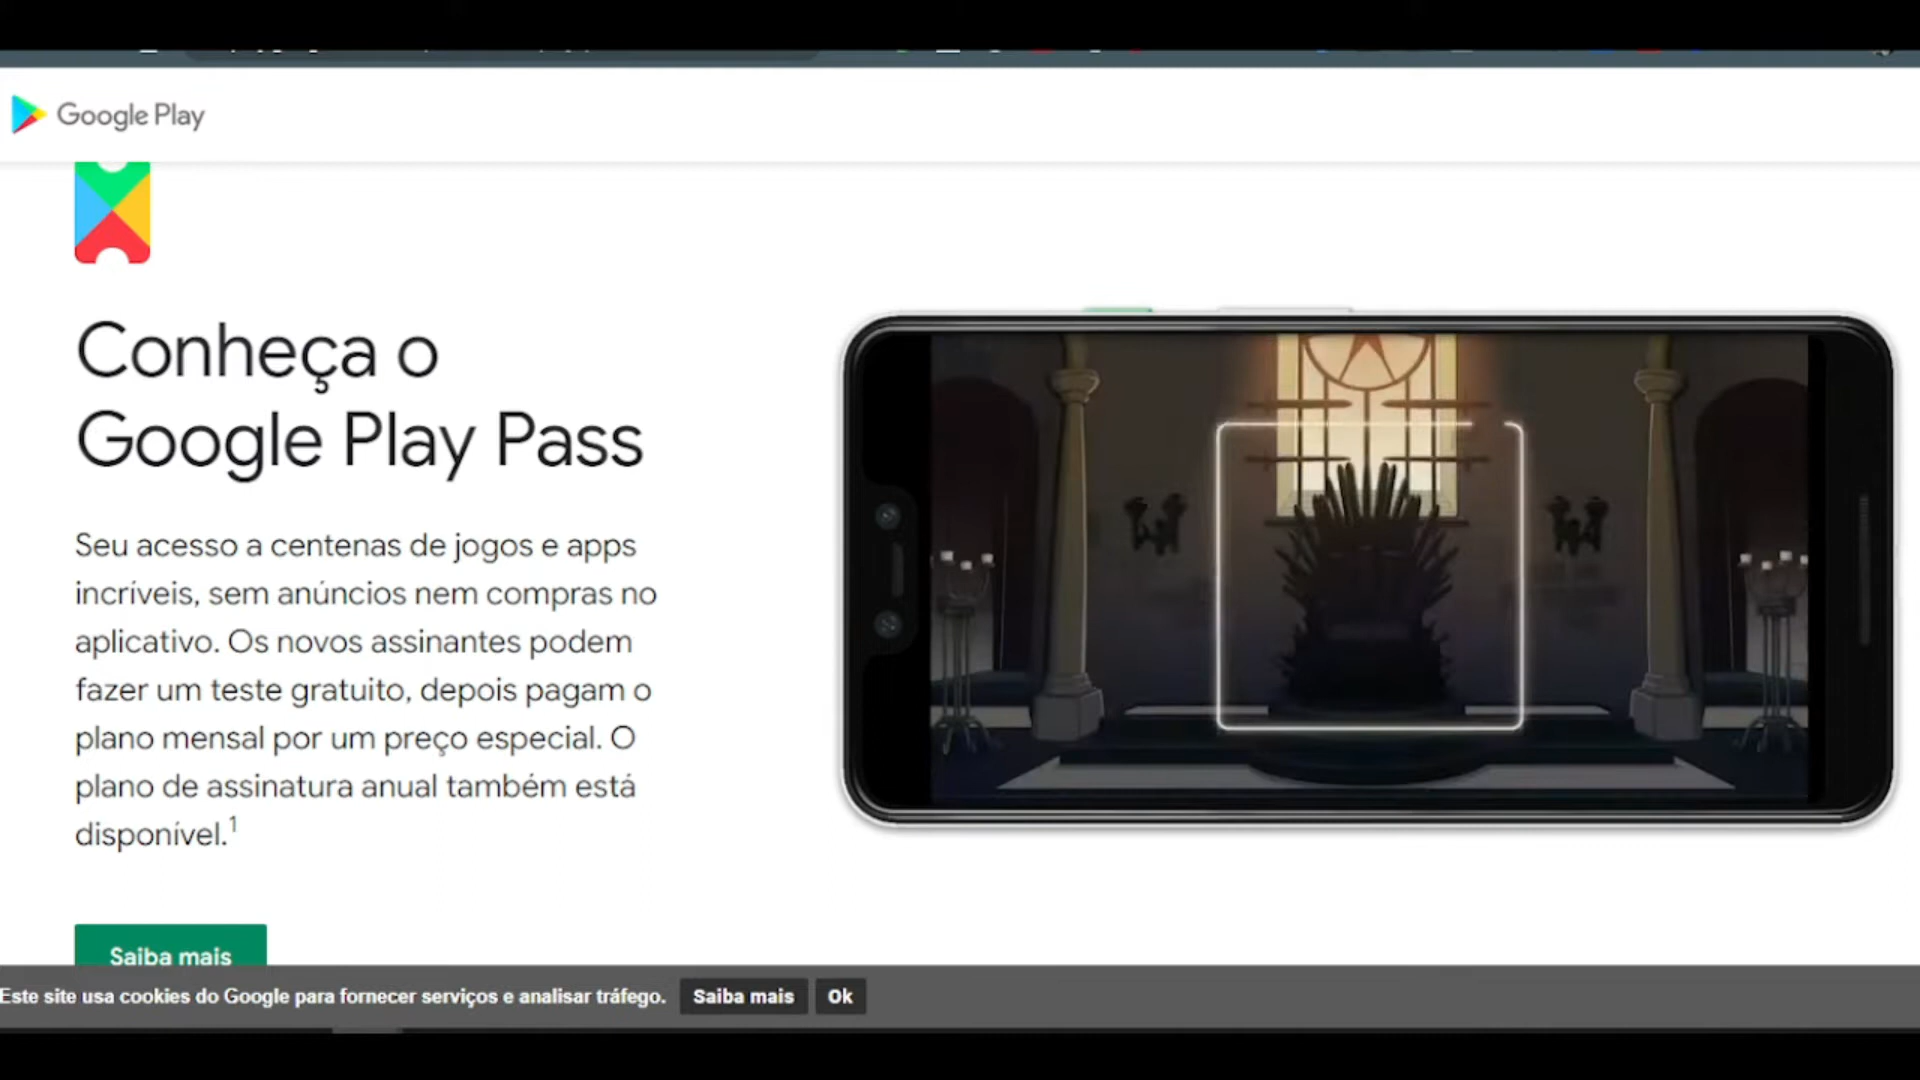 Google Play
Conheça o
Google Play Pass
Seu acesso a centenas de jogos e apps
incríveis, sem anúncios nem compras no
aplicativo. Os novos assinantes podem
fazer um teste gratuito, depois pagam o
plano mensal por um preço especial. O
plano de assinatura anual também está
disponível.¹
Saiba mais
Este site usa cookies do Google para fornecer serviços e analisar tráfego. Saiba mais Ok